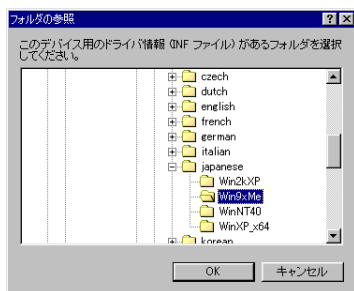 フォルダの参照
このデバイス用のドライバ情報 (INF ファイル) があるフォルダを選択
してください。
czech
dutch
english
french
german
italian
japanese
Win2kXP
Win9xMe
WinNT40
WinXP_x64
korean
OK
キャンセル